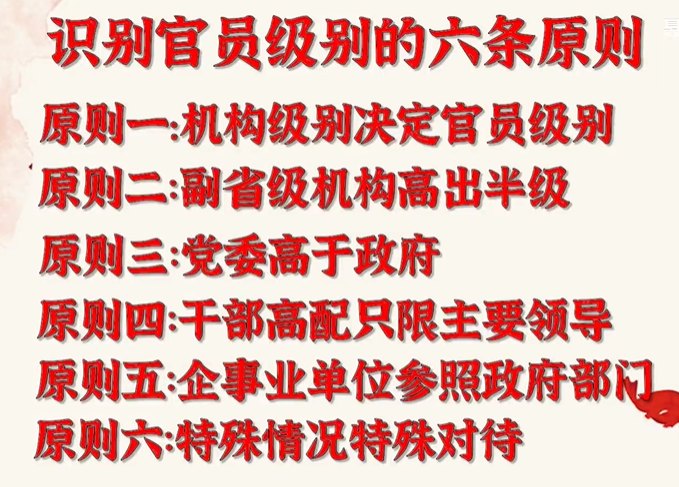 识别官员级别的六条原则
原则一:机构级别决定官员级别
原则二:副省级机构高出半级
原则三:党委高于政府
原则四:干部高配只限主要领导
原则五:企事业单位参照政府部门
原则六:特殊情况特殊对待